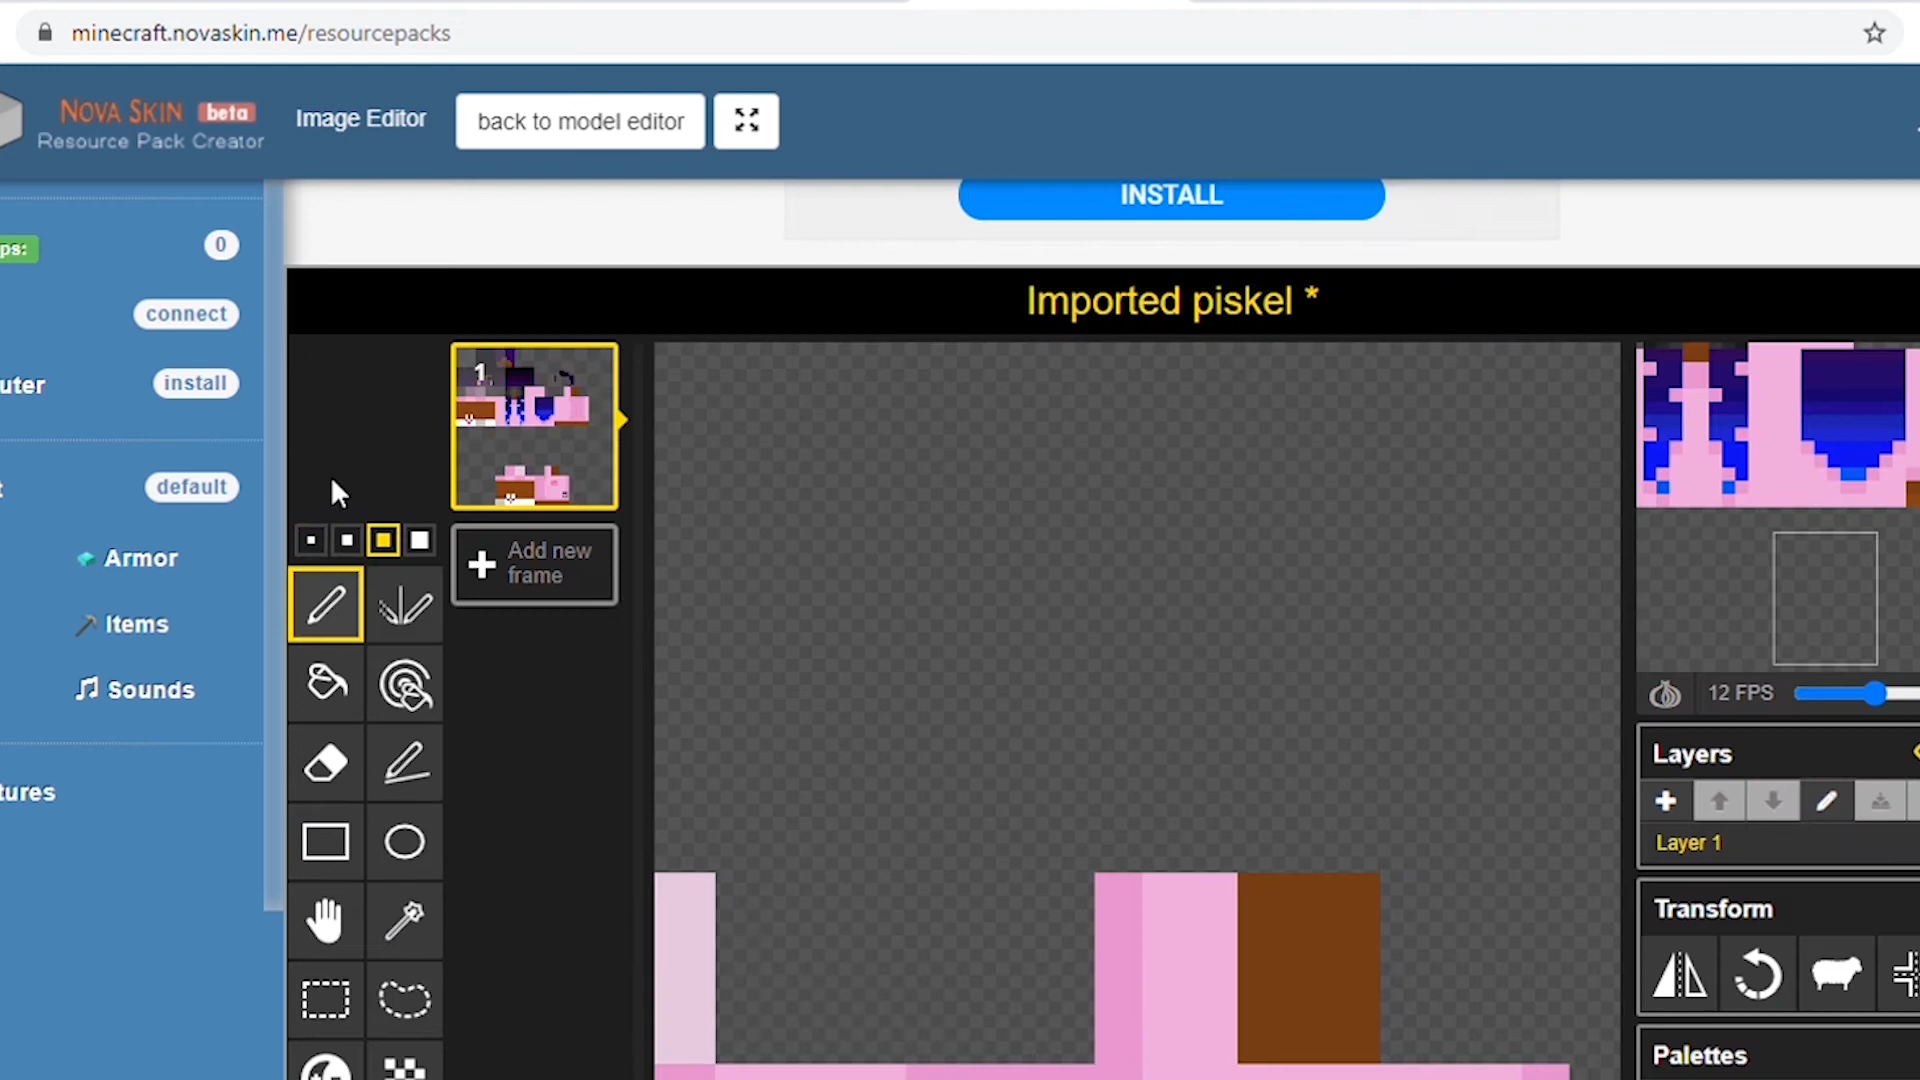 minecraft.novaskin.me/resourcepacks
NOVA SKIN beta
Resource Pack Creator
Image Editor
back to model editor
INSTALL
ps:
0
connect
uter
install
t
default
Armor
Items
Sounds
tures
Imported piskel *
1
Add new
frame
12 FPS
Layers
Layer 1
Transform
Palettes